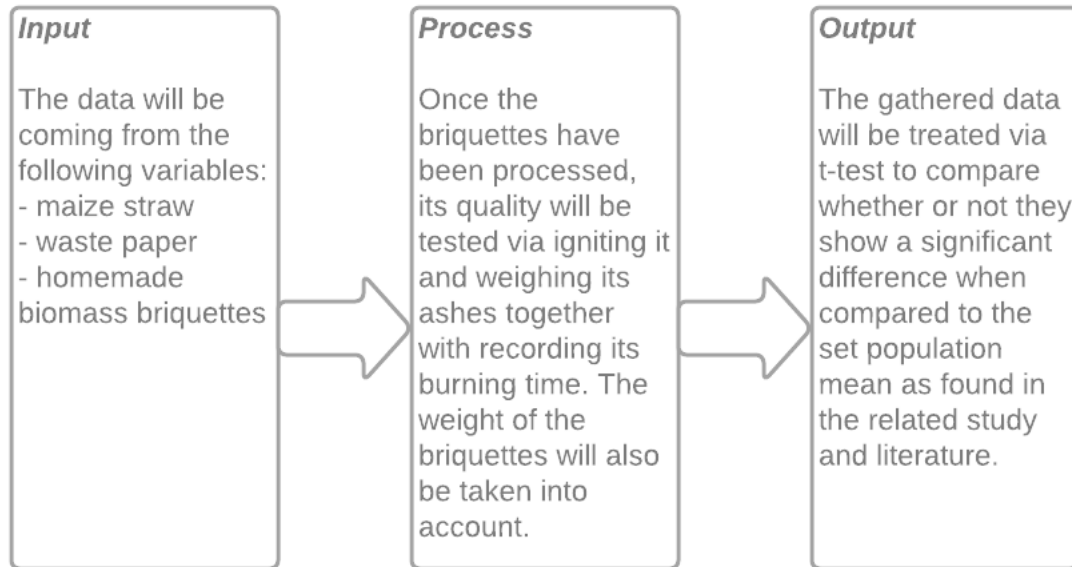 Input
The data will be
coming from the
following variables:
- maize straw
- waste paper
- homemade
biomass briquettes
Process
Once the
briquettes have
been processed,
its quality will be
tested via igniting it
and weighing its
ashes together
with recording its
burning time. The
weight of the
briquettes will also
be taken into
account.
Output
The gathered data
will be treated via
t-test to compare
whether or not they
show a significant
difference when
compared to the
set population
mean as found in
the related study
and literature.